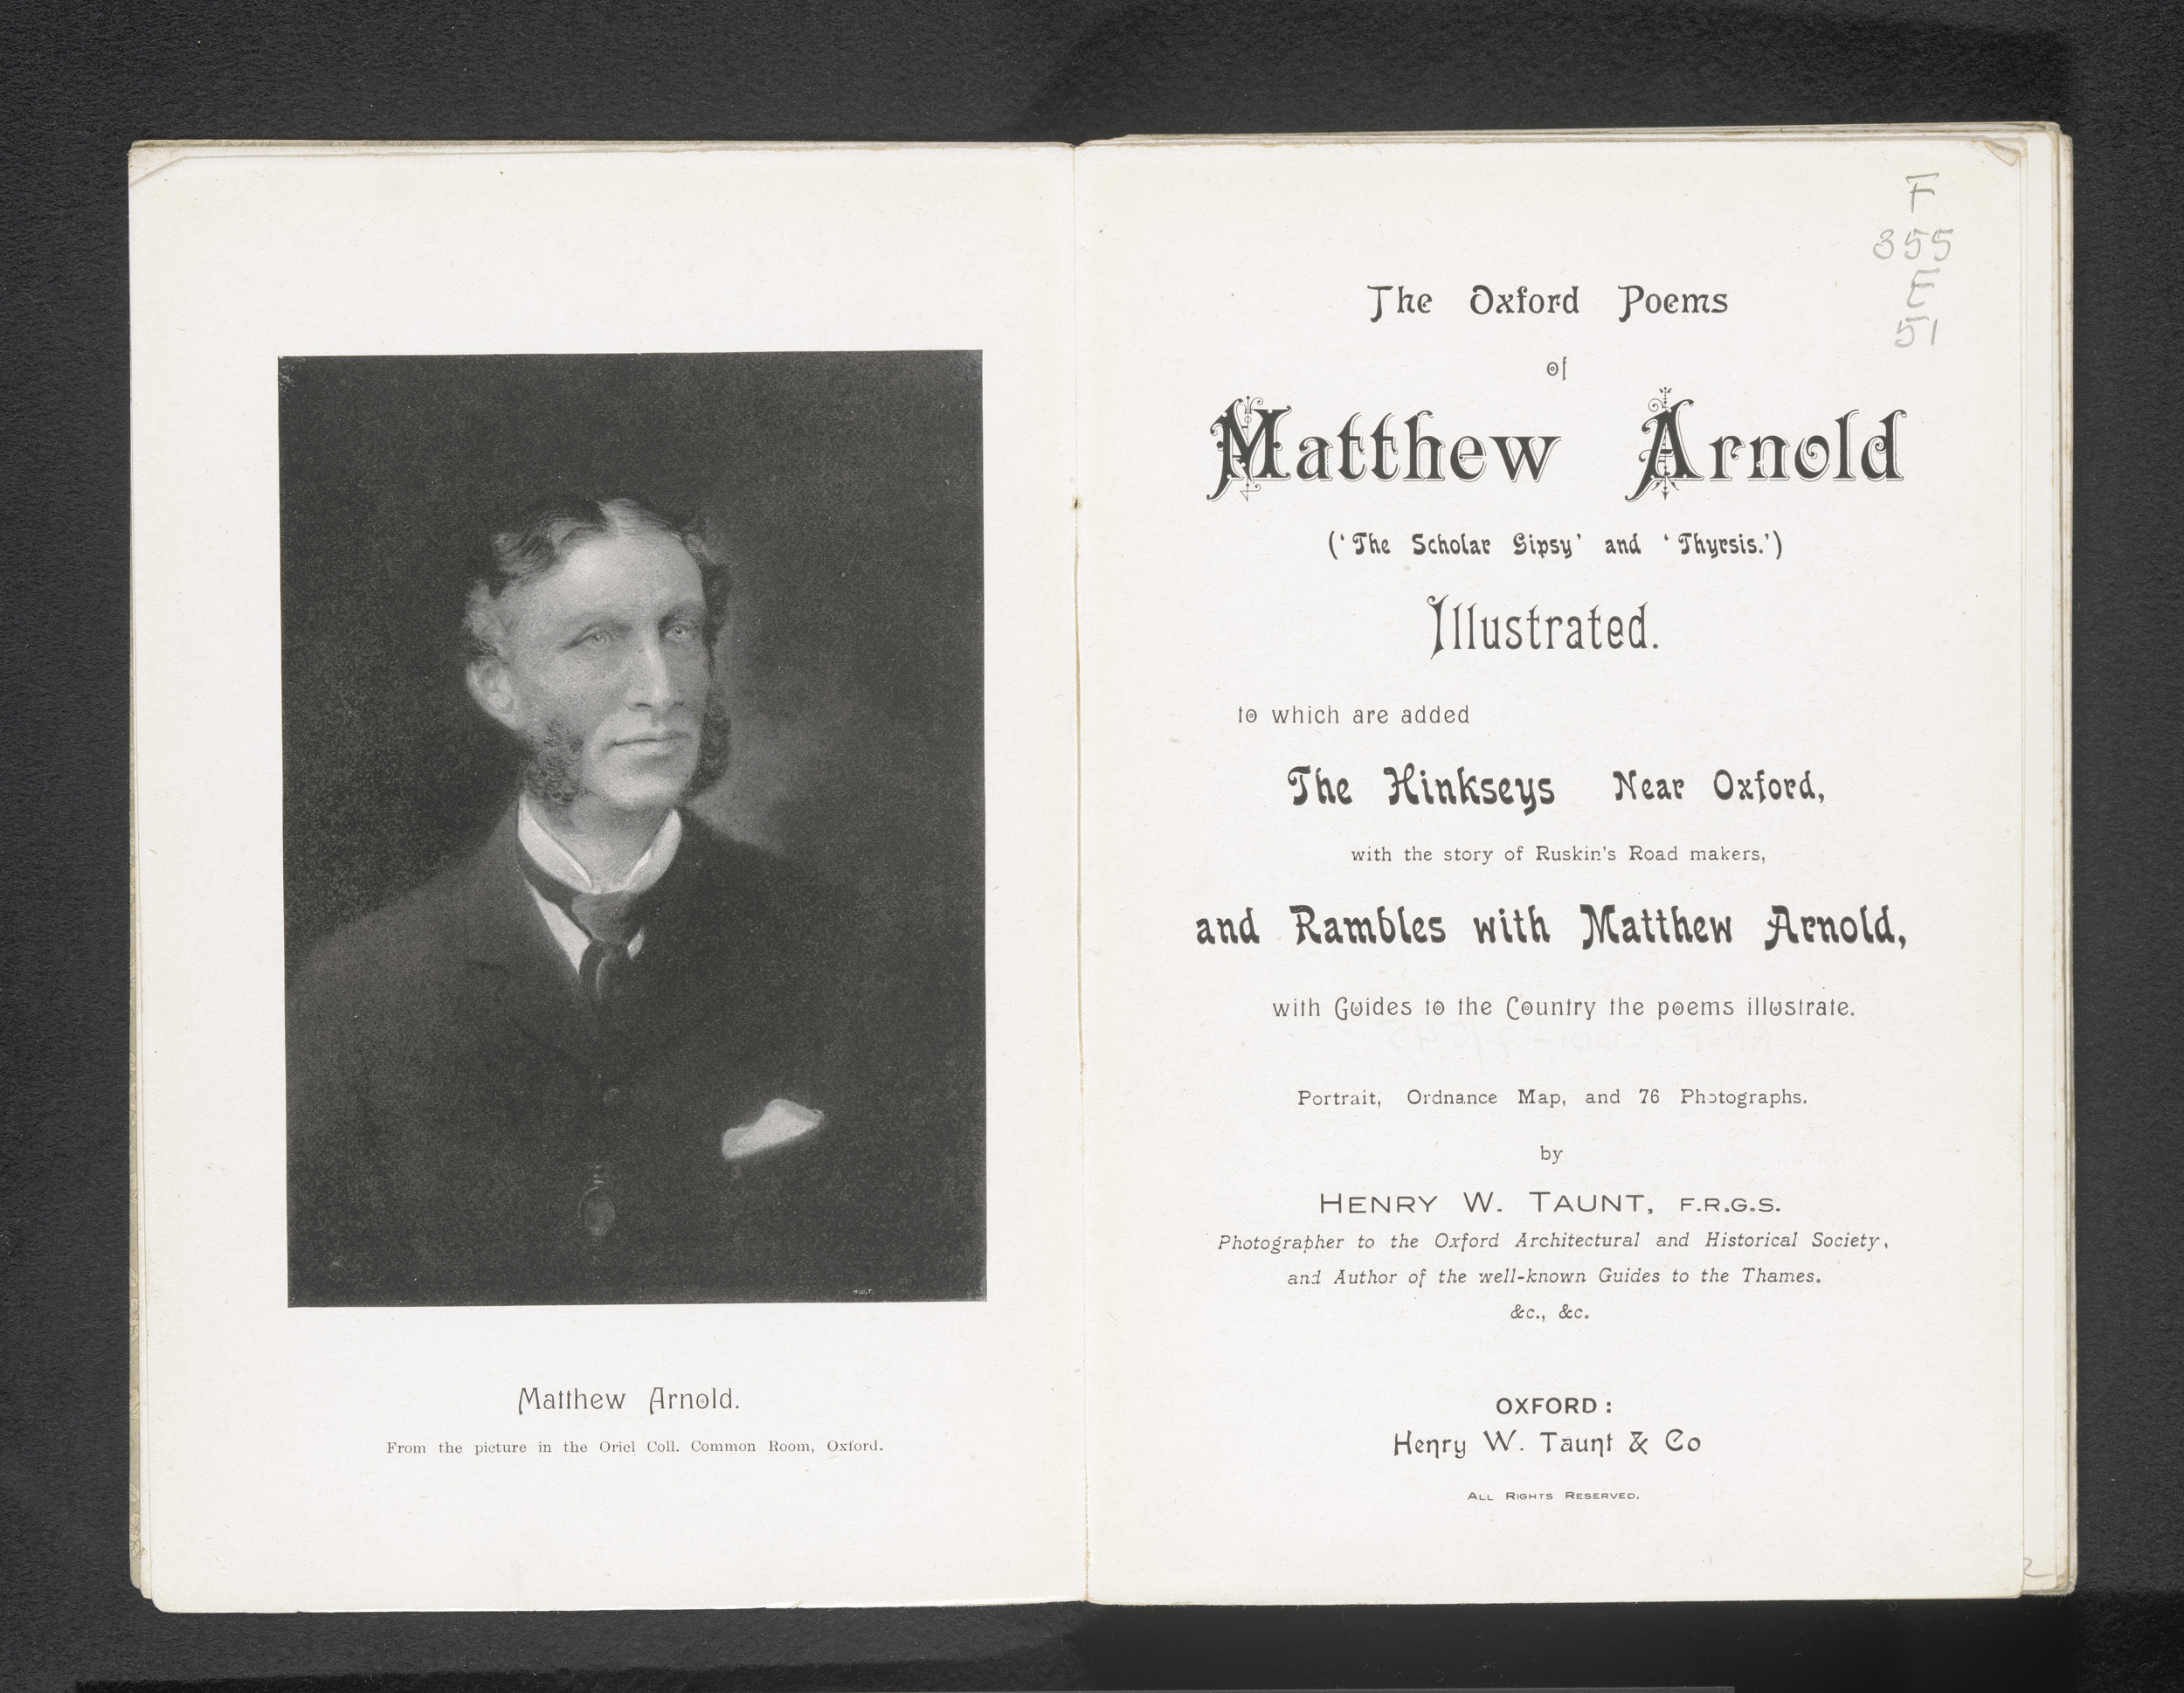 Matthew Arnold.
From the picture in the Oriel Coll. Common Room, Oxford.
F
355
E
51
The Oxford Poems
of
Matthew Arnold
('The Scholar Gipsy' and 'Thyrsis.')
Illustrated.
to which are added
The Hinkseys Near Oxford,
with the story of Ruskin's Road makers,
and Rambles with Matthew Arnold,
with Guides to the Country the poems illustrate.
Portrait, Ordnance Map, and 76 Photographs.
by
HENRY W. TAUNT, F.R.G.S.
Photographer to the Oxford Architectural and Historical Society,
and Author of the well-known Guides to the Thames.
&c., &c.
OXFORD:
Henry W. Taunt & Co
ALL RIGHTS RESERVED.